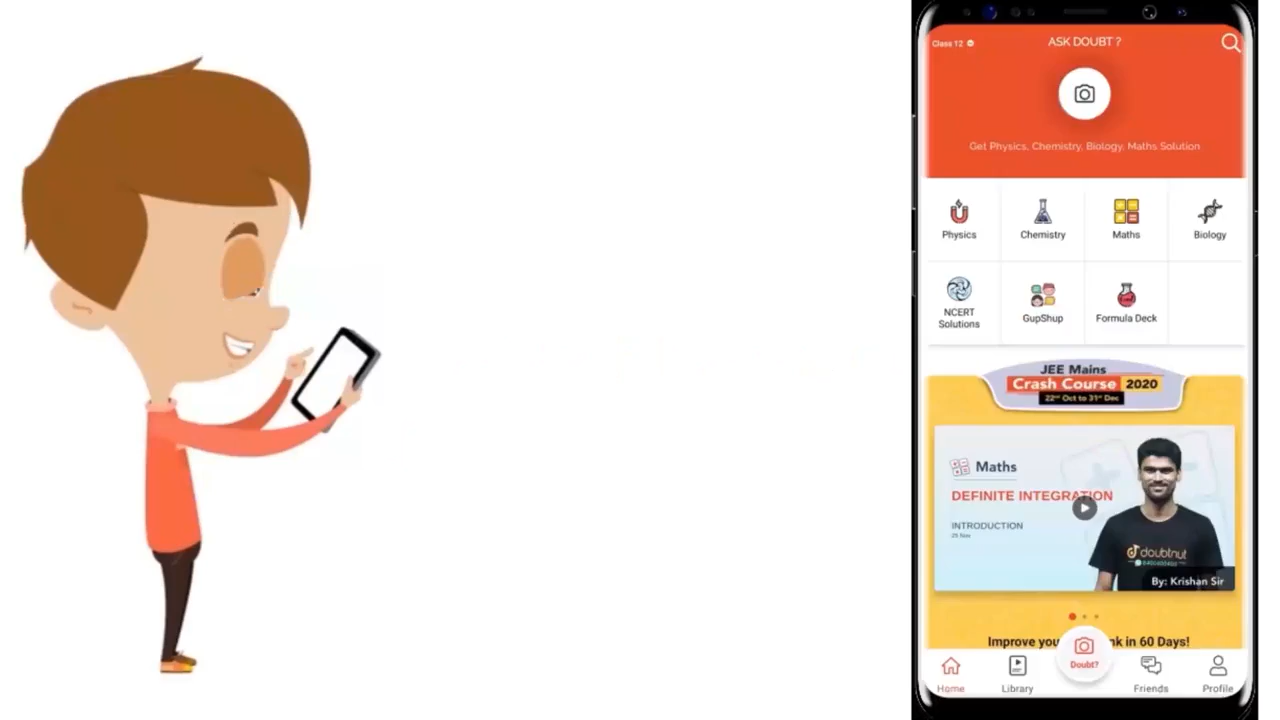 Class 12
ASK DOUBT ?
Get Physics, Chemistry, Biology, Maths Solution
Physics
Chemistry
Maths
Biology
NCERT
Solutions
GupShup
Formula Deck
JEE Mains
Crash Course 2020
22nd Oct to 31st Dec
Maths
DEFINITE INTEGRATION
INTRODUCTION
doubtnut
By: Krishan Sir
Improve you nk in 60 Days!
Doubt?
Home
Library
Friends
Profile